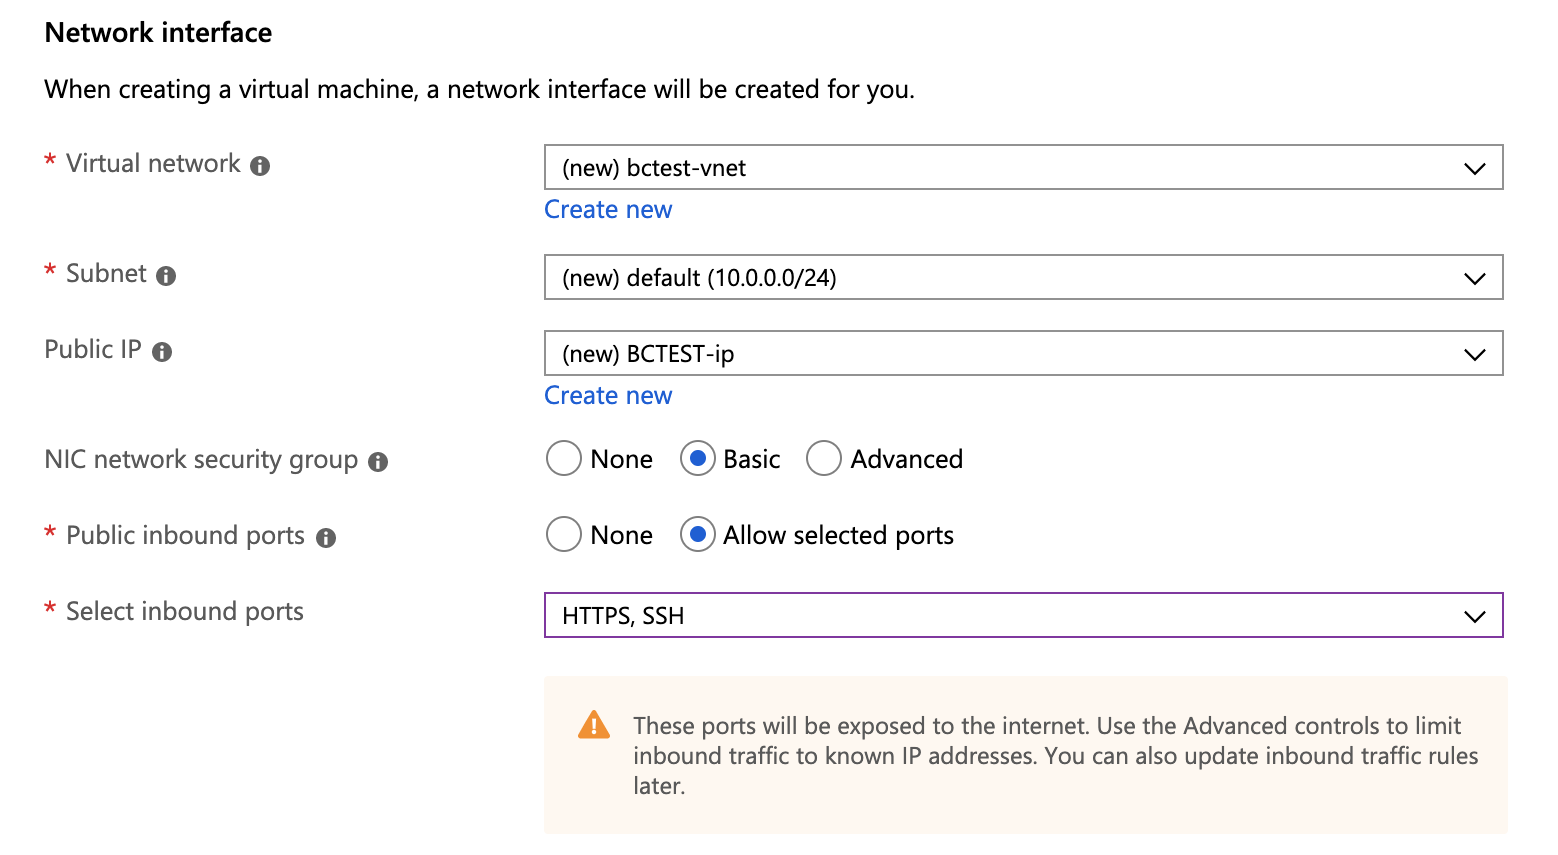 Network interface
When creating a virtual machine, a network interface will be created for you.
* Virtual network
(new) bctest-vnet
Create new
* Subnet
(new) default (10.0.0.0/24)
Public IP
(new) BCTEST-ip
Create new
NIC network security group
None Basic Advanced
* Public inbound ports
None Allow selected ports
* Select inbound ports
HTTPS, SSH
These ports will be exposed to the internet. Use the Advanced controls to limit
inbound traffic to known IP addresses. You can also update inbound traffic rules
later.